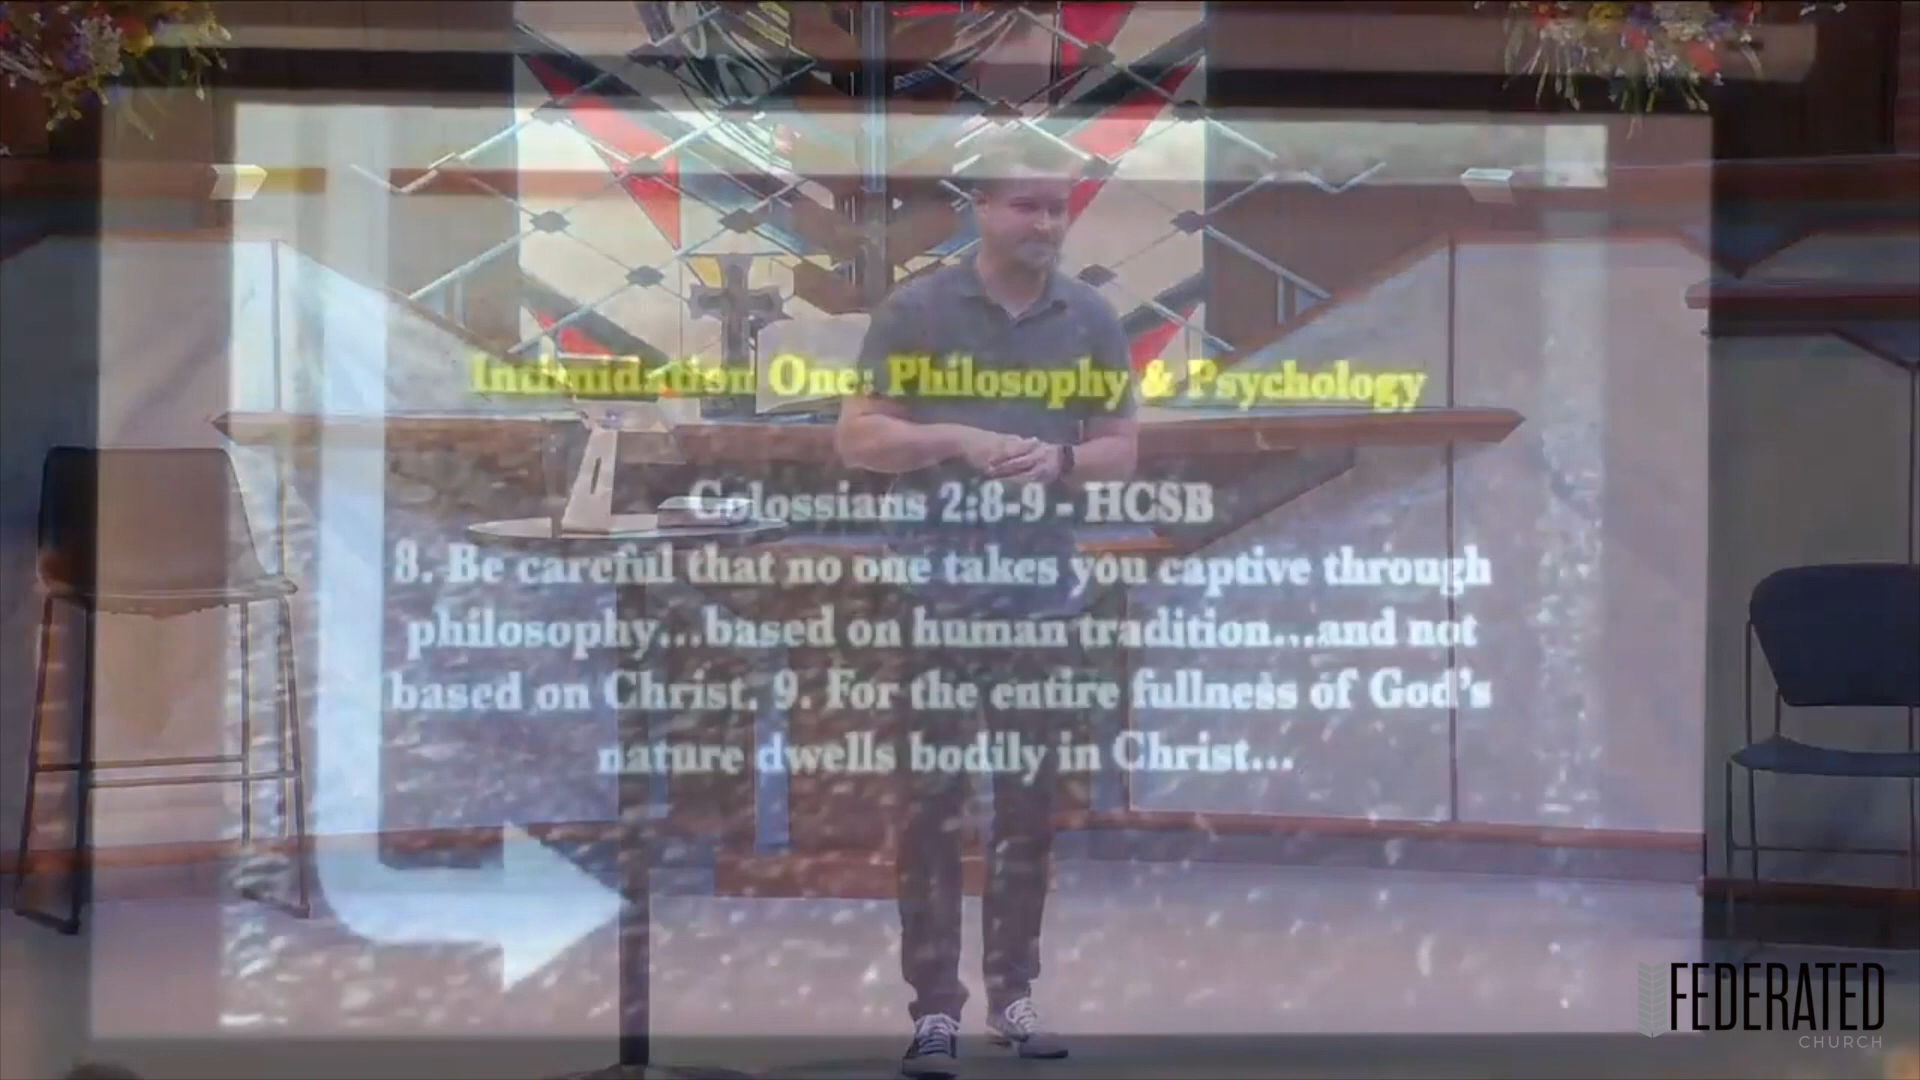 Intimidation One: Philosophy & Psychology
Colossians 2:8-9 - HCSB
8. Be careful that no one takes you captive through
philosophy...based on human tradition...and not
based on Christ. 9. For the entire fullness of God's
nature dwells bodily in Christ...
FEDERATED
CHURCH